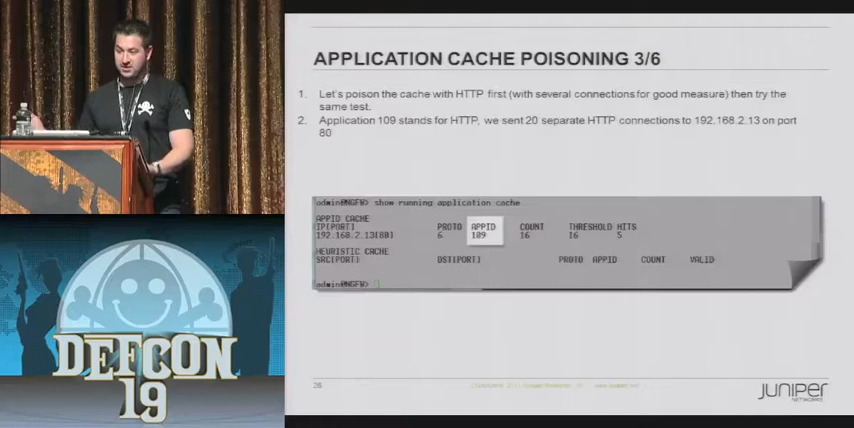 APPLICATION CACHE POISONING 3/6
1. Let's poison the cache with HTTP first (with several connections for good measure) then try the
same test.
2. Application 109 stands for HTTP, we sent 20 separate HTTP connections to 192.168.2.13 on port
80
admin@NGFW> show running application cache
APPID CACHE
IP[PORT] PROTO APPID COUNT THRESHOLD HITS
192.168.2.13[80] 6 109 16 16 5
HEURISTIC CACHE
SRC[PORT] DST[PORT] PROTO APPID COUNT VALID
admin@NGFW>
26
JUNIPER
NETWORKS
DEFCON
19